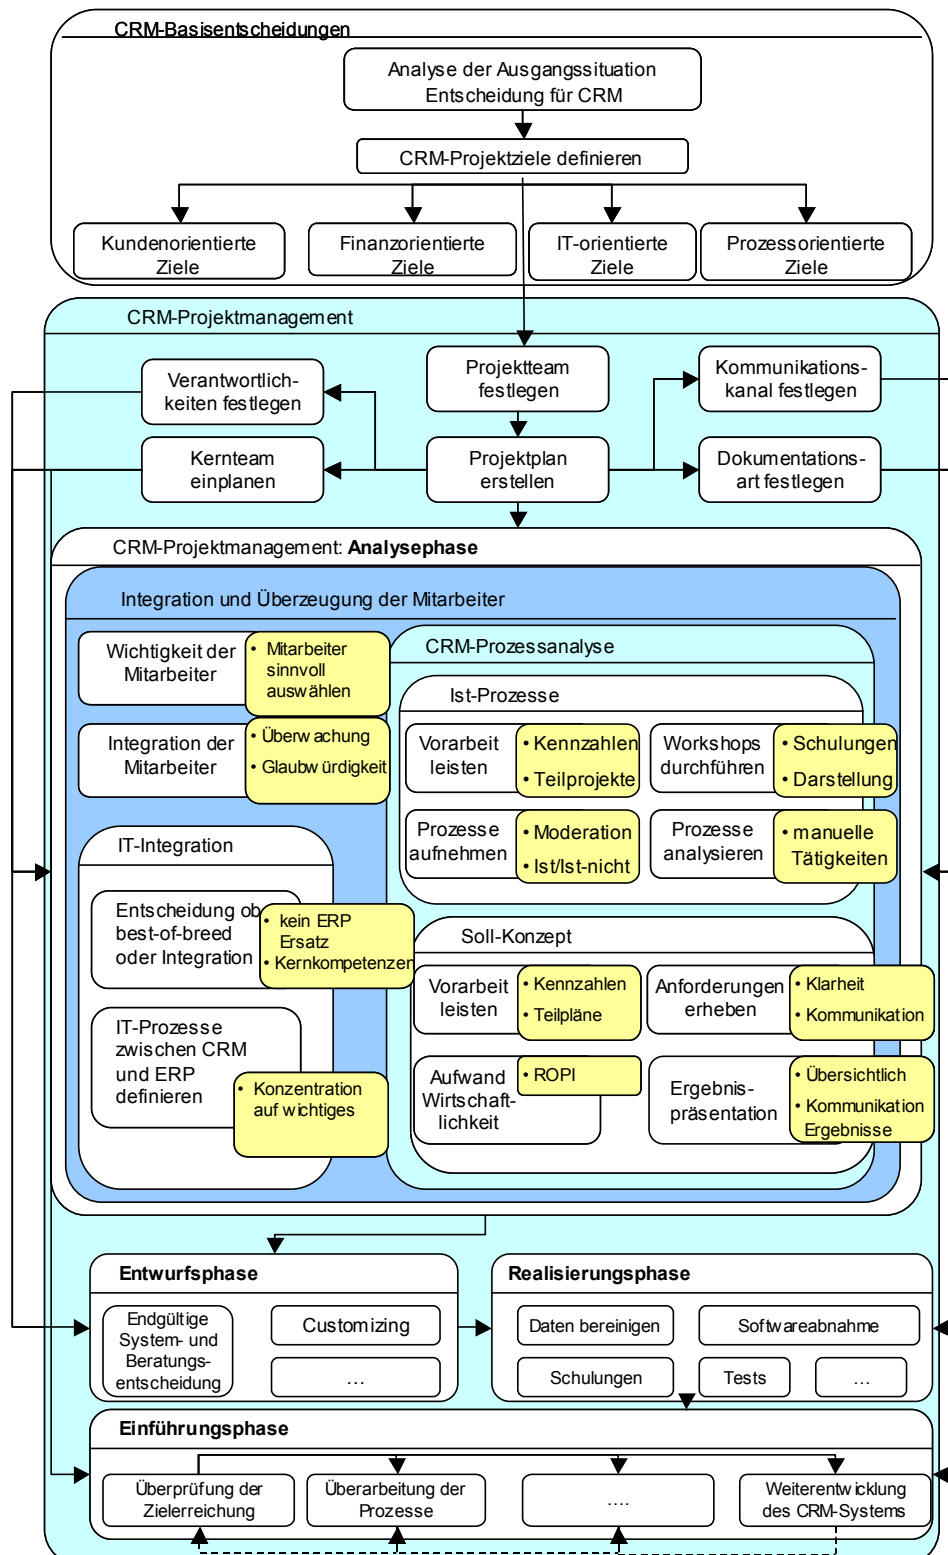 CRM-Basisentscheidungen
Analyse der Ausgangssituation
Entscheidung für CRM
CRM-Projektziele definieren
Kundenorientierte
Ziele
Finanzorientierte
Ziele
IT-orientierte
Ziele
Prozessorientierte
Ziele
CRM-Projektmanagement
Verantwortlich-
keiten festlegen
Projektteam
festlegen
Kommunikations-
kanal festlegen
Kernteam
einplanen
Projektplan
erstellen
Dokumentations-
art festlegen
CRM-Projektmanagement: Analysephase
Integration und Überzeugung der Mitarbeiter
Wichtigkeit der
Mitarbeiter
• Mitarbeiter
sinnvoll
auswählen
Integration der
Mitarbeiter
• Überwachung
• Glaubwürdigkeit
IT-Integration
Entscheidung ob
best-of-breed
oder Integration
• kein ERP
Ersatz
• Kernkompetenzen
IT-Prozesse
zwischen CRM
und ERP
definieren
• Konzentration
auf wichtiges
CRM-Prozessanalyse
Ist-Prozesse
Vorarbeit
leisten
• Kennzahlen
• Teilprojekte
Workshops
durchführen
• Schulungen
• Darstellung
Prozesse
aufnehmen
• Moderation
• Ist/Ist-nicht
Prozesse
analysieren
• manuelle
Tätigkeiten
Soll-Konzept
Vorarbeit
leisten
• Kennzahlen
• Teilpläne
Anforderungen
erheben
• Klarheit
• Kommunikation
Aufwand
Wirtschaft-
lichkeit
• ROPI
Ergebnis-
präsentation
• Übersichtlich
• Kommunikation
Ergebnisse
Entwurfsphase
Endgültige
System- und
Beratungs-
entscheidung
Customizing
...
Realisierungsphase
Daten bereinigen
Softwareabnahme
Schulungen
Tests
...
Einführungsphase
Überprüfung der
Zielerreichung
Überarbeitung der
Prozesse
....
Weiterentwicklung
des CRM-Systems